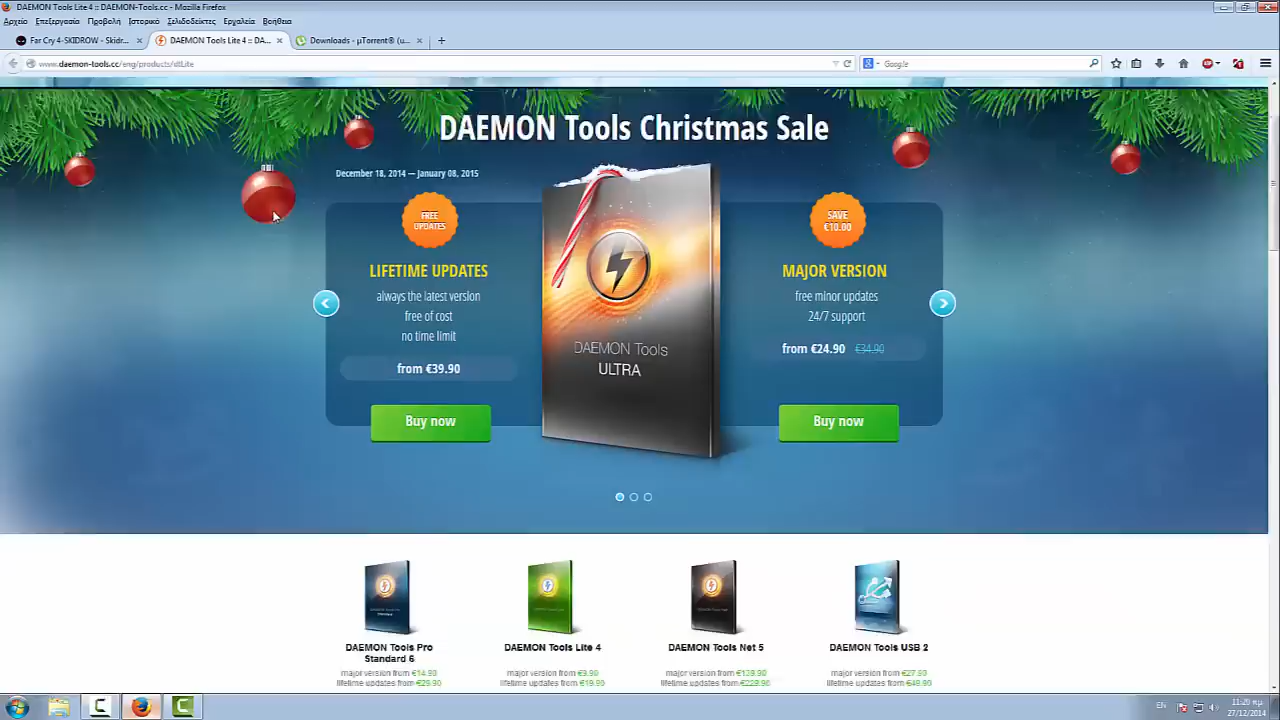 DAEMON Tools Lite 4 :: DAEMON-Tools.cc - Mozilla Firefox
Αρχείο Επεξεργασία Προβολή Ιστορικό Σελιδοδείκτες Εργαλεία Βοήθεια
Far Cry 4-SKIDROW - Skidr... × DAEMON Tools Lite 4 :: DA... × Downloads - µTorrent® (u... × +
www.daemon-tools.cc/eng/products/dtLite
Google
DAEMON Tools Christmas Sale
December 18, 2014 — January 08, 2015
FREE
UPDATES
SAVE
€10.00
LIFETIME UPDATES
always the latest version
free of cost
no time limit
from €39.90
Buy now
DAEMON Tools
ULTRA
MAJOR VERSION
free minor updates
24/7 support
from €24.90 €34.90
Buy now
DAEMON Tools Pro
Standard 6
major version from €14.90
lifetime updates from €29.90
DAEMON Tools Lite 4
major version from €9.90
lifetime updates from €19.90
DAEMON Tools Net 5
major version from €139.90
lifetime updates from €229.90
DAEMON Tools USB 2
major version from €27.90
lifetime updates from €49.90
EN
11:20 πμ
27/12/2014